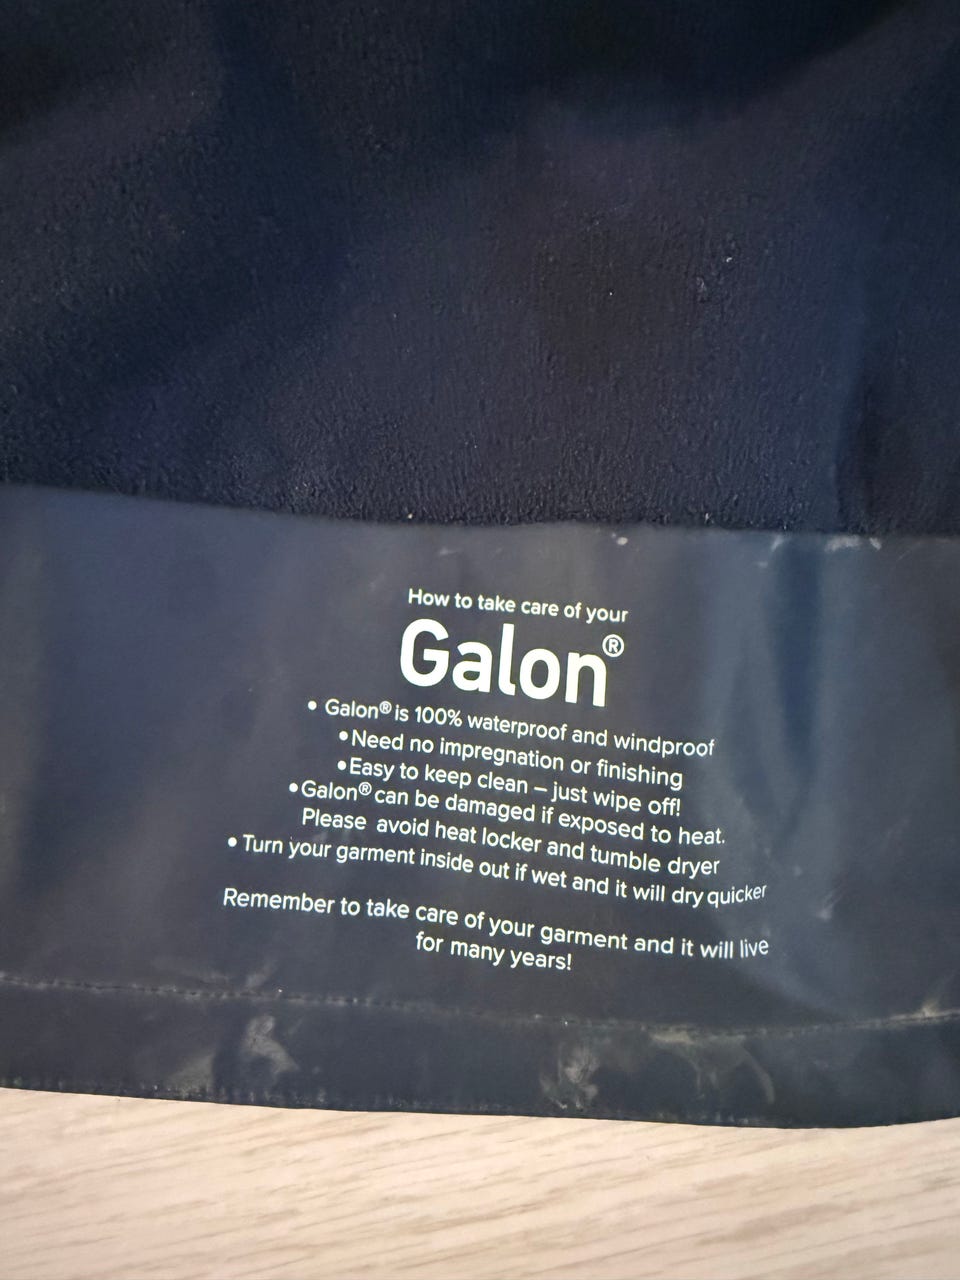 How to take care of your
Galon®
• Galon® is 100% waterproof and windproof
• Need no impregnation or finishing
• Easy to keep clean – just wipe off!
• Galon® can be damaged if exposed to heat.
Please avoid heat locker and tumble dryer
• Turn your garment inside out if wet and it will dry quicker
Remember to take care of your garment and it will live
for many years!